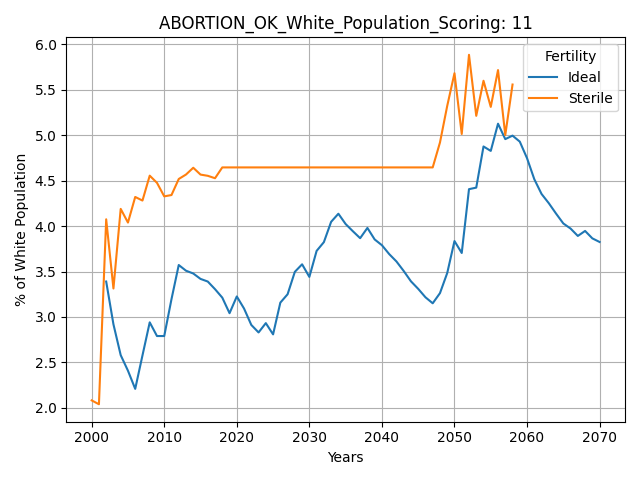 ABORTION_OK_White_Population_Scoring: 11
Fertility
Ideal
Sterile
% of White Population
6.0
5.5
5.0
4.5
4.0
3.5
3.0
2.5
2.0
2000 2010 2020 2030 2040 2050 2060 2070
Years